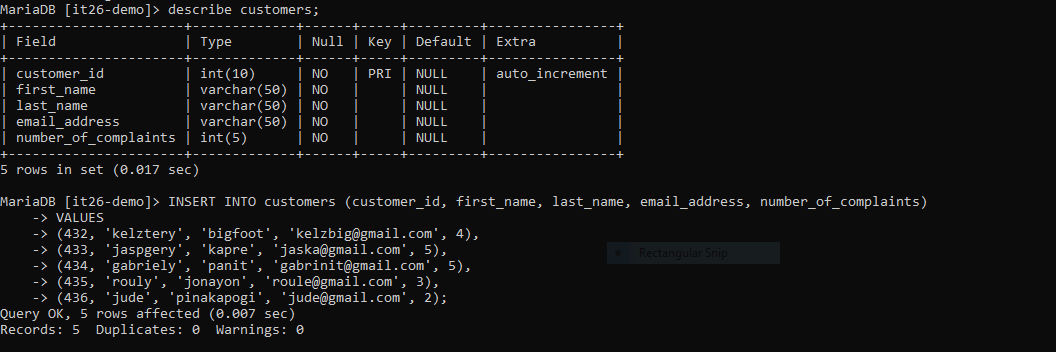 MariaDB [it26-demo]> describe customers;
+----------------------+-------------+------+-----+---------+----------------+
| Field                | Type        | Null | Key | Default | Extra          |
+----------------------+-------------+------+-----+---------+----------------+
| customer_id          | int(10)     | NO   | PRI | NULL    | auto_increment |
| first_name           | varchar(50) | NO   |     | NULL    |                |
| last_name            | varchar(50) | NO   |     | NULL    |                |
| email_address        | varchar(50) | NO   |     | NULL    |                |
| number_of_complaints | int(5)      | NO   |     | NULL    |                |
+----------------------+-------------+------+-----+---------+----------------+
5 rows in set (0.017 sec)
MariaDB [it26-demo]> INSERT INTO customers (customer_id, first_name, last_name, email_address, number_of_complaints)
    -> VALUES
    -> (432, 'kelztery', 'bigfoot', 'kelzbig@gmail.com', 4),
    -> (433, 'jaspgery', 'kapre', 'jaska@gmail.com', 5),
    -> (434, 'gabriely', 'panit', 'gabrinit@gmail.com', 5),
    -> (435, 'rouly', 'jonayon', 'roule@gmail.com', 3),
    -> (436, 'jude', 'pinakapogi', 'jude@gmail.com', 2);
Rectangular Snip
Query OK, 5 rows affected (0.007 sec)
Records: 5  Duplicates: 0  Warnings: 0